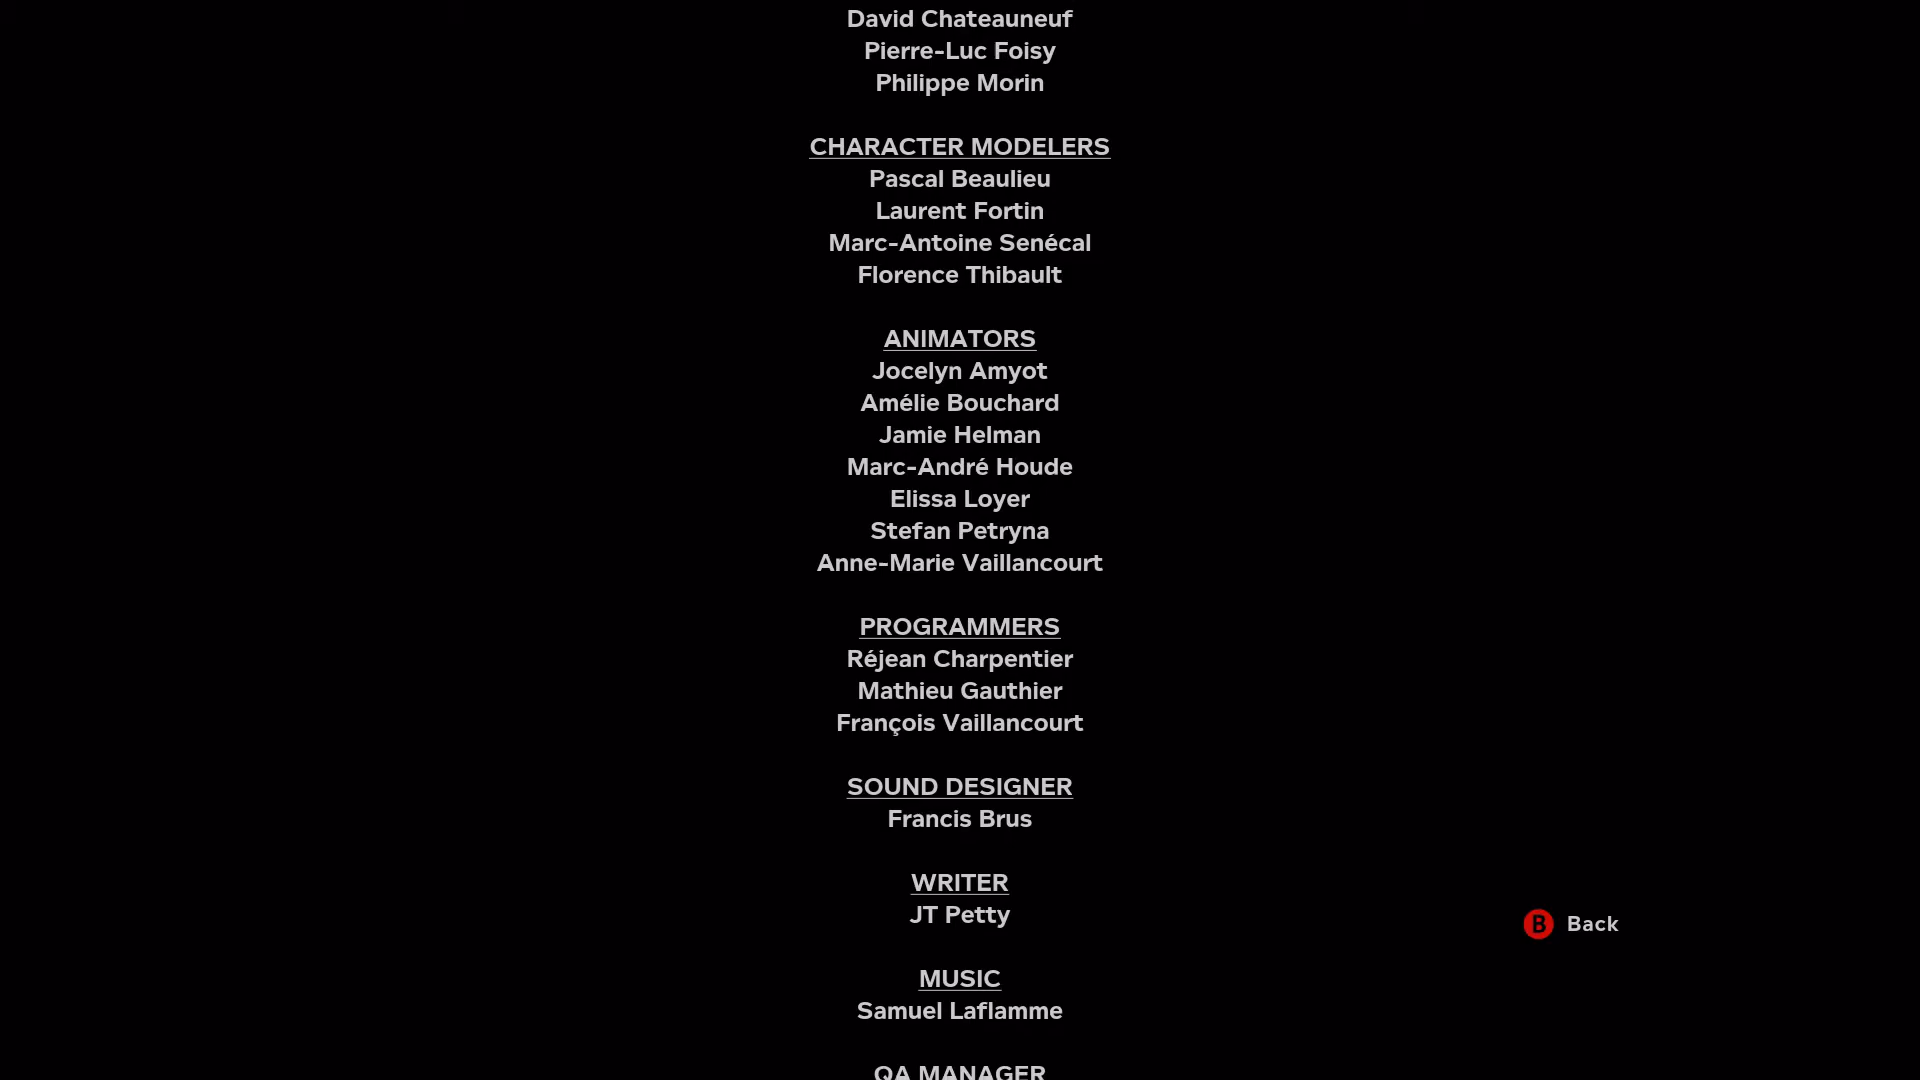 David Chateauneuf
Pierre-Luc Foisy
Philippe Morin
CHARACTER MODELERS
Pascal Beaulieu
Laurent Fortin
Marc-Antoine Senécal
Florence Thibault
ANIMATORS
Jocelyn Amyot
Amélie Bouchard
Jamie Helman
Marc-André Houde
Elissa Loyer
Stefan Petryna
Anne-Marie Vaillancourt
PROGRAMMERS
Réjean Charpentier
Mathieu Gauthier
François Vaillancourt
SOUND DESIGNER
Francis Brus
WRITER
JT Petty
B Back
MUSIC
Samuel Laflamme
QA MANAGER